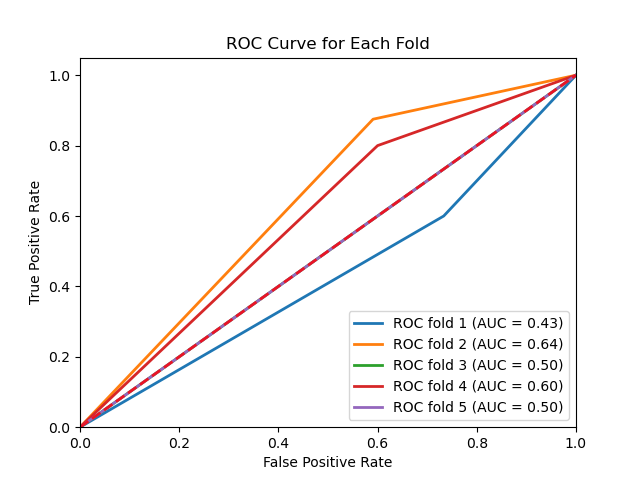 ROC Curve for Each Fold
1.0
0.8
0.6
0.4
0.2
0.0
True Positive Rate
0.0 0.2 0.4 0.6 0.8 1.0
False Positive Rate
ROC fold 1 (AUC = 0.43)
ROC fold 2 (AUC = 0.64)
ROC fold 3 (AUC = 0.50)
ROC fold 4 (AUC = 0.60)
ROC fold 5 (AUC = 0.50)